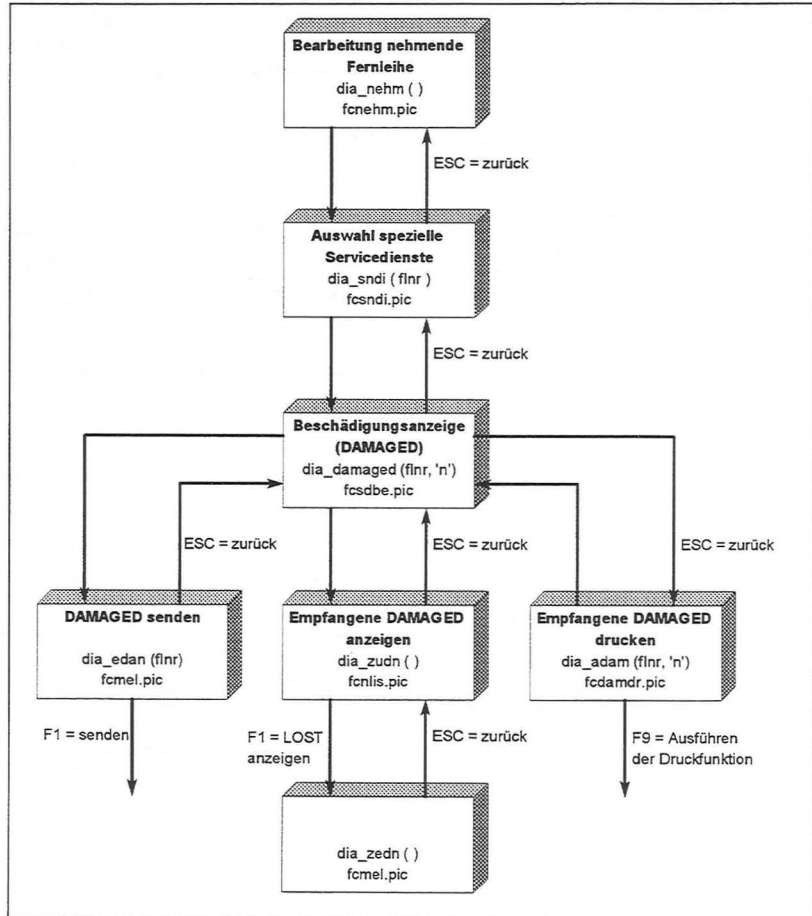 Bearbeitung nehmende
Fernleihe
dia_nehm ( )
fcnehm.pic
ESC = zurück
Auswahl spezielle
Servicedienste
dia_sndi ( flnr )
fcsndi.pic
ESC = zurück
Beschädigungsanzeige
(DAMAGED)
dia_damaged (flnr, 'n')
fcsdbe.pic
ESC = zurück
ESC = zurück
ESC = zurück
DAMAGED senden
dia_edan (flnr)
fcmel.pic
Empfangene DAMAGED
anzeigen
dia_zudn ( )
fcnlis.pic
Empfangene DAMAGED
drucken
dia_adam (flnr, 'n')
fcdamdr.pic
F1 = senden
F1 = LOST
anzeigen
ESC = zurück
F9 = Ausführen
der Druckfunktion
dia_zedn ( )
fcmel.pic